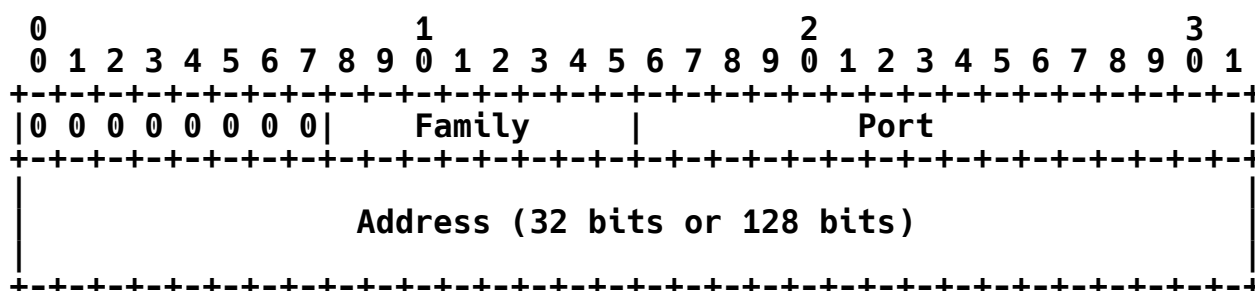 0                   1                   2                   3
 0 1 2 3 4 5 6 7 8 9 0 1 2 3 4 5 6 7 8 9 0 1 2 3 4 5 6 7 8 9 0 1
+-+-+-+-+-+-+-+-+-+-+-+-+-+-+-+-+-+-+-+-+-+-+-+-+-+-+-+-+-+-+-+-+
|0 0 0 0 0 0 0 0|    Family     |           Port                |
+-+-+-+-+-+-+-+-+-+-+-+-+-+-+-+-+-+-+-+-+-+-+-+-+-+-+-+-+-+-+-+-+
|                                                               |
|                 Address (32 bits or 128 bits)                 |
|                                                               |
+-+-+-+-+-+-+-+-+-+-+-+-+-+-+-+-+-+-+-+-+-+-+-+-+-+-+-+-+-+-+-+-+